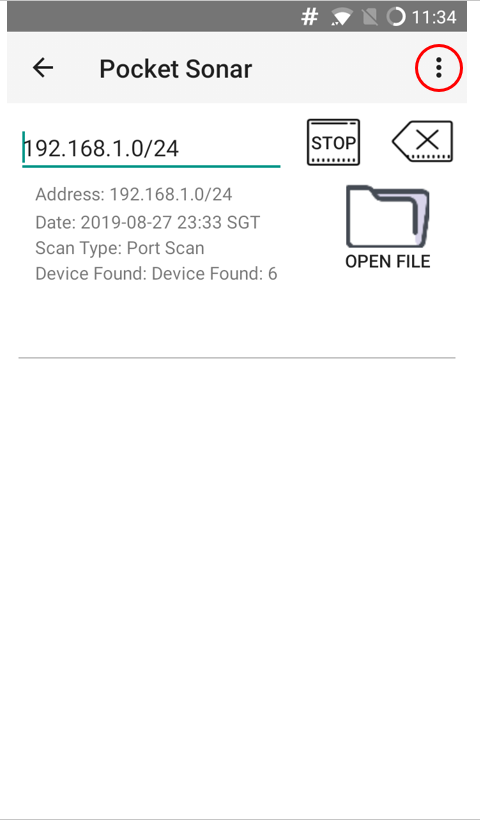 # 11:34
Pocket Sonar
192.168.1.0/24
STOP
Address: 192.168.1.0/24
Date: 2019-08-27 23:33 SGT
Scan Type: Port Scan
Device Found: Device Found: 6
OPEN FILE